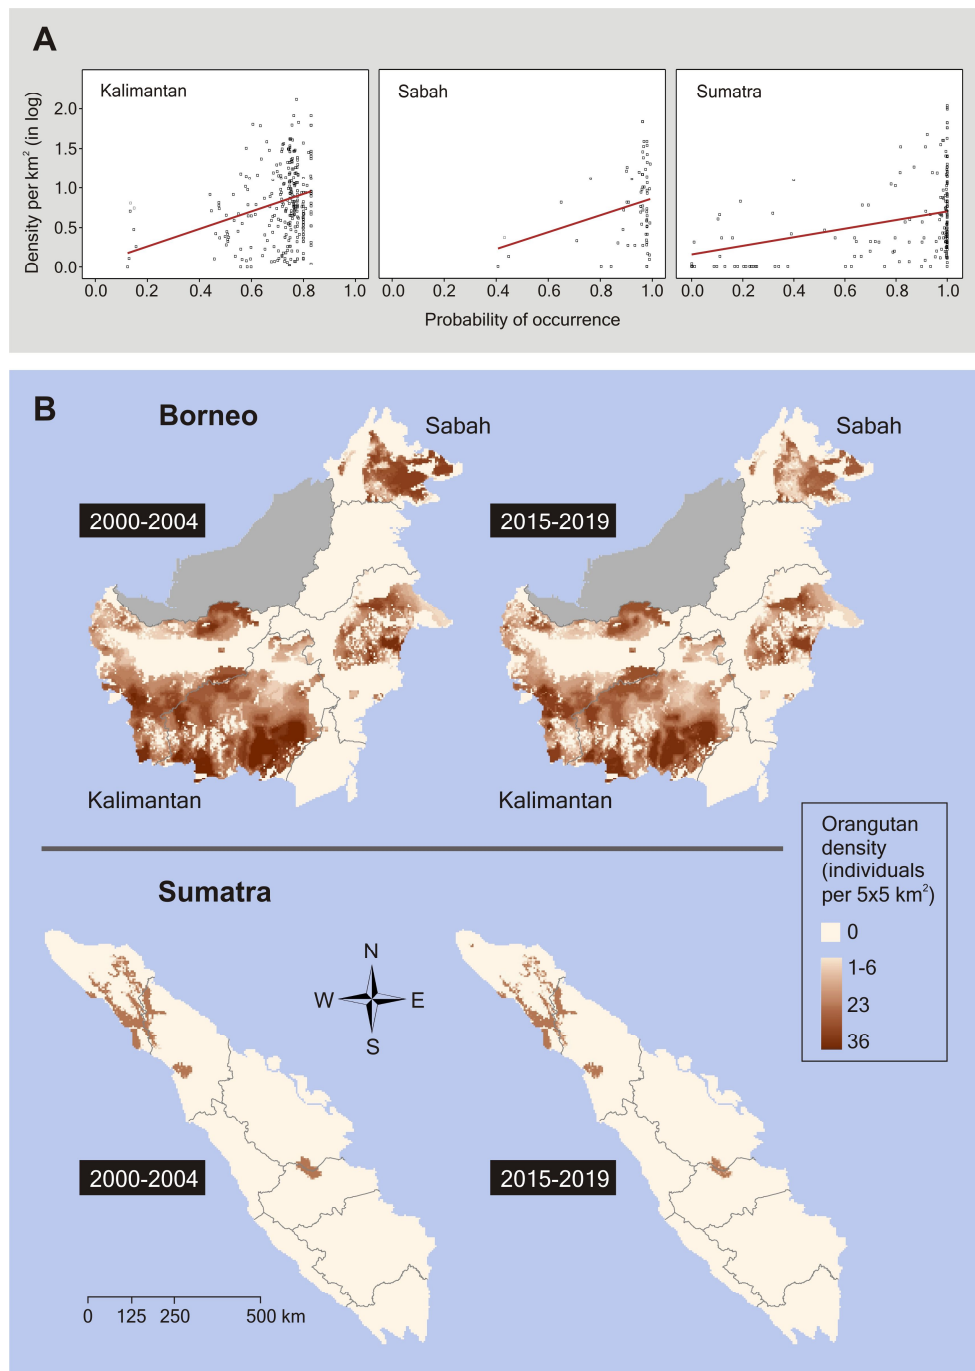 A
Kalimantan
Sabah
Sumatra
Density per km² (in log)
2.0
1.5
1.0
0.5
0.0
0.0 0.2 0.4 0.6 0.8 1.0
0.0 0.2 0.4 0.6 0.8 1.0
0.0 0.2 0.4 0.6 0.8 1.0
Probability of occurrence
B
Borneo
Sabah
Sabah
2000-2004
2015-2019
Kalimantan
Kalimantan
Orangutan
density
(individuals
per 5x5 km²)
0
1-6
23
36
Sumatra
N
W E
S
2000-2004
2015-2019
0 125 250 500 km